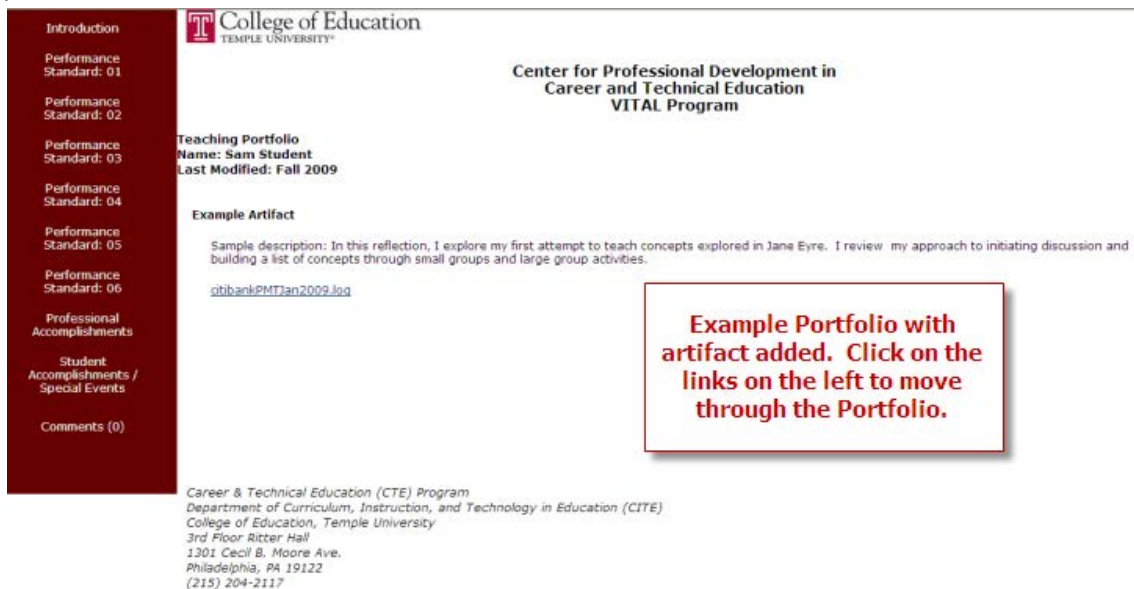 Introduction
Performance
Standard: 01
Performance
Standard: 02
Performance
Standard: 03
Performance
Standard: 04
Performance
Standard: 05
Performance
Standard: 06
Professional
Accomplishments
Student
Accomplishments /
Special Events
Comments (0)
College of Education
TEMPLE UNIVERSITY®
Center for Professional Development in
Career and Technical Education
VITAL Program
Teaching Portfolio
Name: Sam Student
Last Modified: Fall 2009
Example Artifact
Sample description: In this reflection, I explore my first attempt to teach concepts explored in Jane Eyre. I review my approach to initiating discussion and
building a list of concepts through small groups and large group activities.
citibankPMTJan2009.log
Example Portfolio with
artifact added. Click on the
links on the left to move
through the Portfolio.
Career & Technical Education (CTE) Program
Department of Curriculum, Instruction, and Technology in Education (CITE)
College of Education, Temple University
3rd Floor Ritter Hall
1301 Cecil B. Moore Ave.
Philadelphia, PA 19122
(215) 204-2117